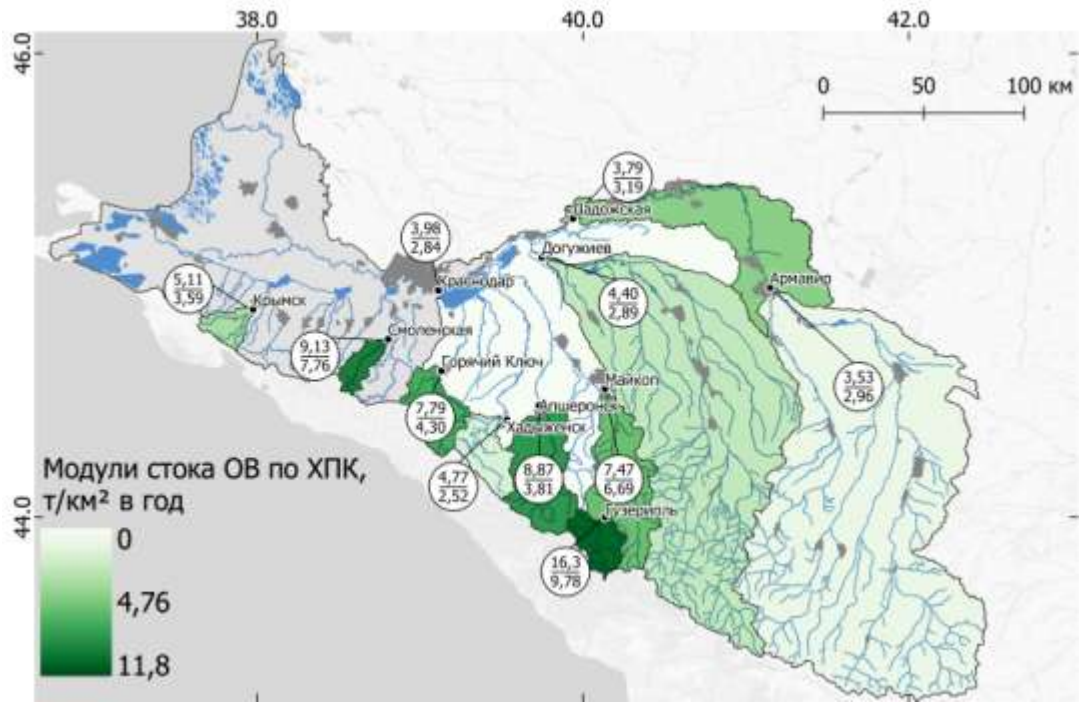 38.0 40.0 42.0
46.0
0 50 100 км
3,79
3,19
Ладожская
3,98
2,84
Догужиев
5,11
3,59
Крымск
Краснодар
4,40
2,89
Армавир
Смоленская
9,13
7,76
Горячий Ключ
Майкоп
3,53
2,96
7,79
4,30
Апшеронск
Хадыженск
Модули стока ОВ по ХПК,
т/км² в год
4,77
2,52
8,87
3,81
7,47
6,69
Гузерипль
44.0
0
4,76
11,8
16,3
9,78